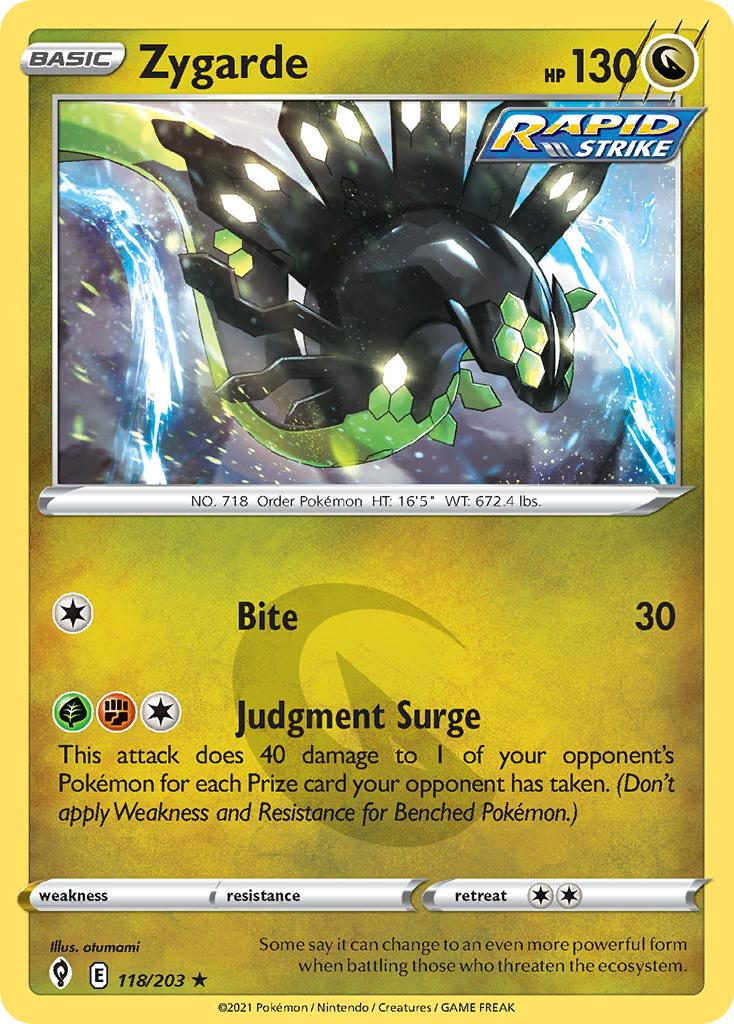 BASIC Zygarde HP 130
RAPID
STRIKE
NO. 718 Order Pokémon HT: 16'5" WT: 672.4 lbs.
Bite 30
Judgment Surge
This attack does 40 damage to 1 of your opponent's
Pokémon for each Prize card your opponent has taken. (Don't
apply Weakness and Resistance for Benched Pokémon.)
weakness resistance retreat
Illus. otumami
Some say it can change to an even more powerful form
when battling those who threaten the ecosystem.
E 118/203 ★
©2021 Pokémon / Nintendo / Creatures / GAME FREAK